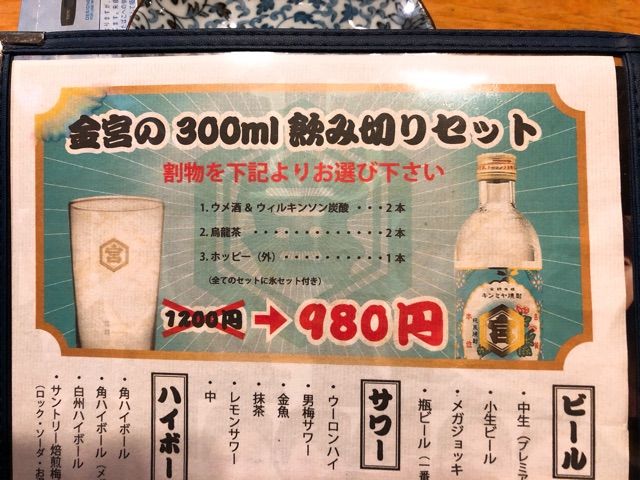 金宮の300ml飲み切りセット
割物を下記よりお選び下さい
1. ウメ酒 & ウィルキンソン炭酸 ・・・2本
2. 烏龍茶 ・・・・・・・・・・・・2本
3. ホッピー（外）・・・・・・・・・・1本
（全てのセットに氷セット付き）
1200円→980円
宮
キンミヤ焼酎
宮
ビール
・中生（プレミア
・小生ビール
・メガジョッキ
・瓶ビール（一番
サワー
・ウーロンハイ
・男梅サワー
・金魚
・抹茶
・レモンサワー
・中
ハイボー
・角ハイボール
・角ハイボール（メ
・白州ハイボール
・サントリー焙煎梅
（ロック・ソーダ・お